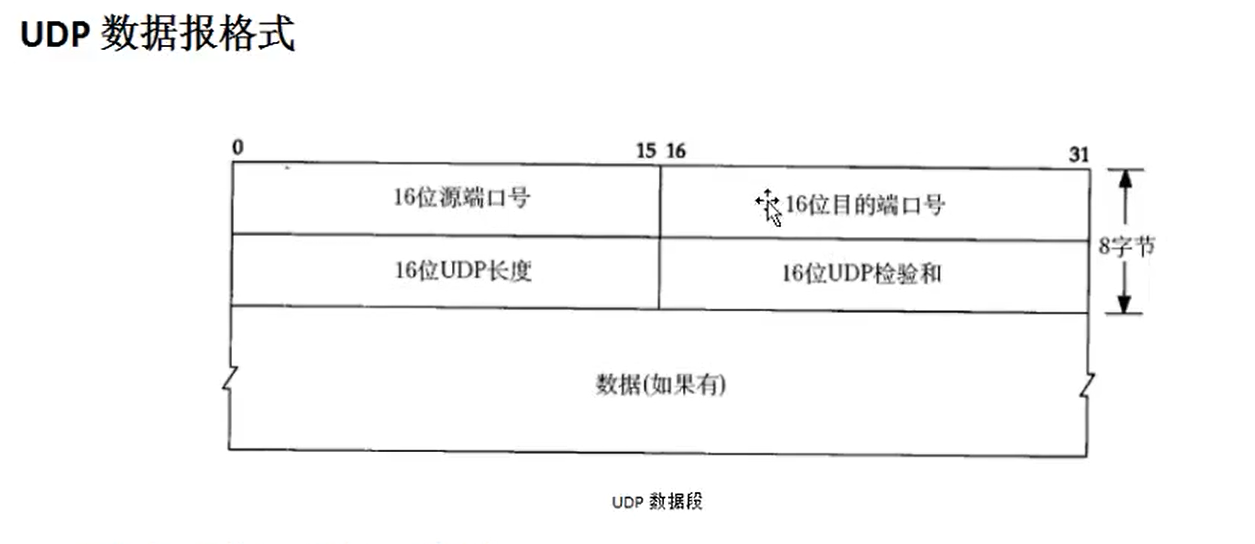 UDP 数据报格式
0 15 16 31
16位源端口号 16位目的端口号
8字节
16位UDP长度 16位UDP检验和
数据(如果有)
UDP 数据段